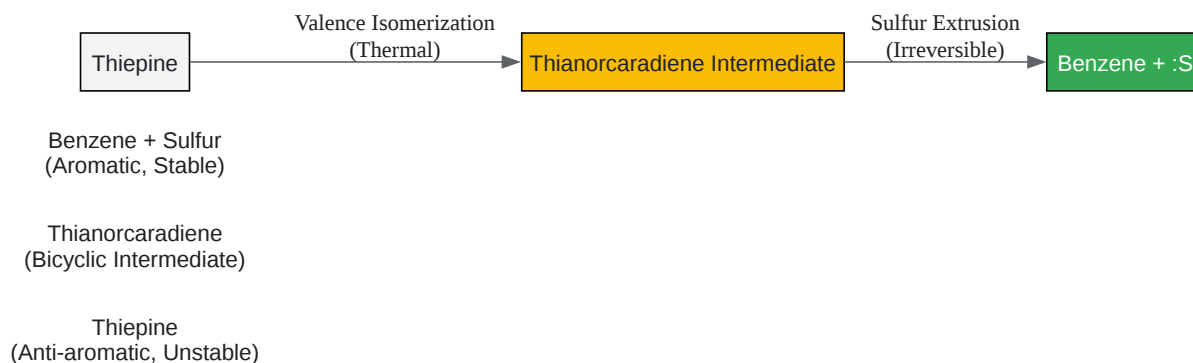 Valence Isomerization
(Thermal)
Sulfur Extrusion
(Irreversible)
Thiepine
Thianorcaradiene Intermediate
Benzene + :S
Benzene + Sulfur
(Aromatic, Stable)
Thianorcaradiene
(Bicyclic Intermediate)
Thiepine
(Anti-aromatic, Unstable)